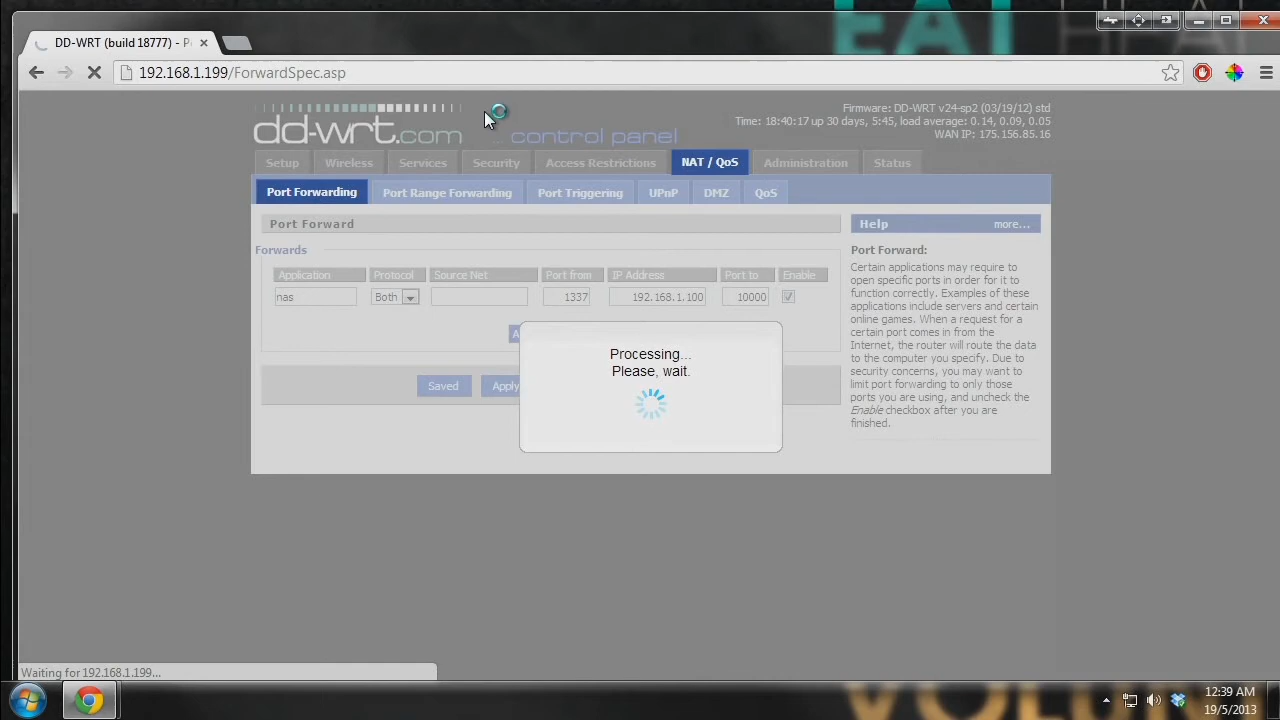 EAT HEAL
DD-WRT (build 18777) - P
192.168.1.199/ForwardSpec.asp
dd-wrt.com
... control panel
Firmware: DD-WRT v24-sp2 (03/19/12) std
Time: 18:40:17 up 30 days, 5:45, load average: 0.14, 0.09, 0.05
WAN IP: 175.156.85.16
Setup Wireless Services Security Access Restrictions NAT / QoS Administration Status
Port Forwarding Port Range Forwarding Port Triggering UPnP DMZ QoS
Port Forward
Forwards
Application Protocol Source Net Port from IP Address Port to Enable
nas Both 1337 192.168.1.100 10000
A
Processing...
Please, wait.
Saved Apply
Help more...
Port Forward:
Certain applications may require to
open specific ports in order for it to
function correctly. Examples of these
applications include servers and certain
online games. When a request for a
certain port comes in from the
Internet, the router will route the data
to the computer you specify. Due to
security concerns, you may want to
limit port forwarding to only those
ports you are using, and uncheck the
Enable checkbox after you are
finished.
Waiting for 192.168.1.199...
12:39 AM
19/5/2013